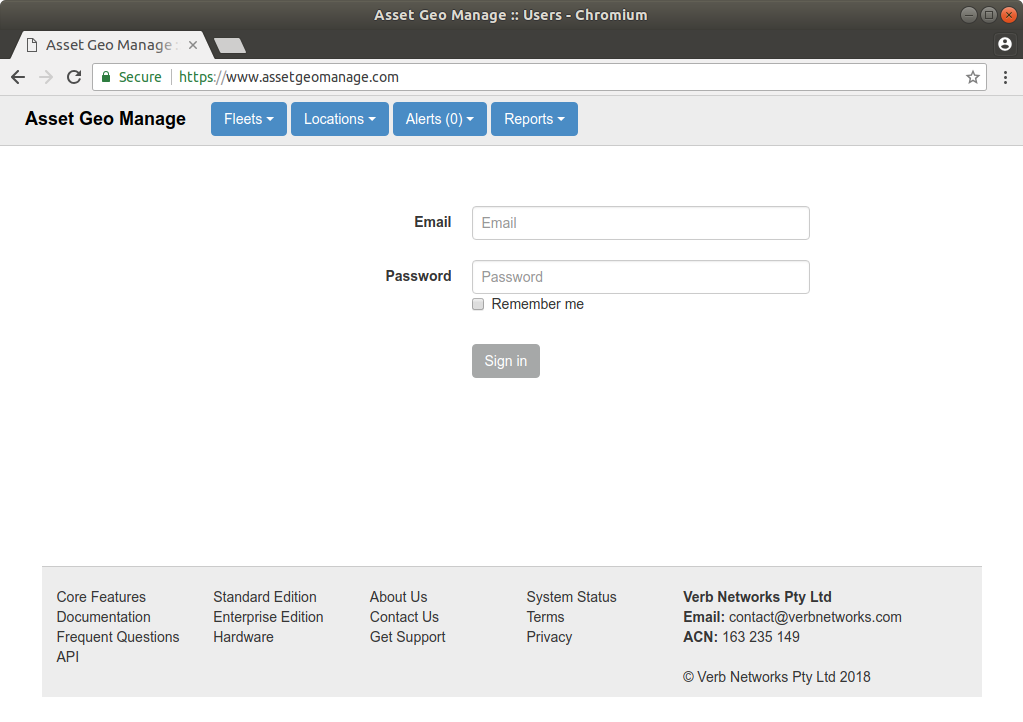 Asset Geo Manage :: Users - Chromium
Asset Geo Manage :
Secure https://www.assetgeomanage.com
Asset Geo Manage Fleets Locations Alerts (0) Reports
Email Email
Password Password
Remember me
Sign in
Core Features
Documentation
Frequent Questions
API
Standard Edition
Enterprise Edition
Hardware
About Us
Contact Us
Get Support
System Status
Terms
Privacy
Verb Networks Pty Ltd
Email: contact@verbnetworks.com
ACN: 163 235 149
© Verb Networks Pty Ltd 2018